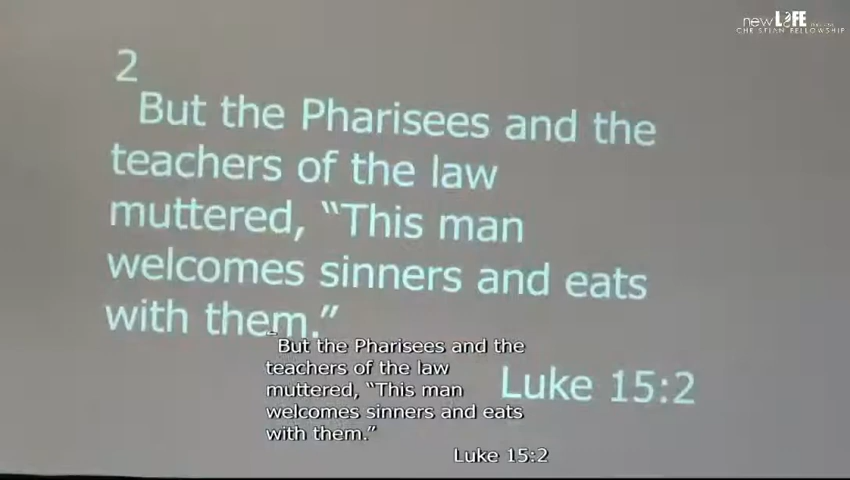 new LIFE
CHRISTIAN FELLOWSHIP
2
But the Pharisees and the
teachers of the law
muttered, “This man
welcomes sinners and eats
with them.”
Luke 15:2
But the Pharisees and the
teachers of the law
muttered, “This man
welcomes sinners and eats
with them.”
Luke 15:2